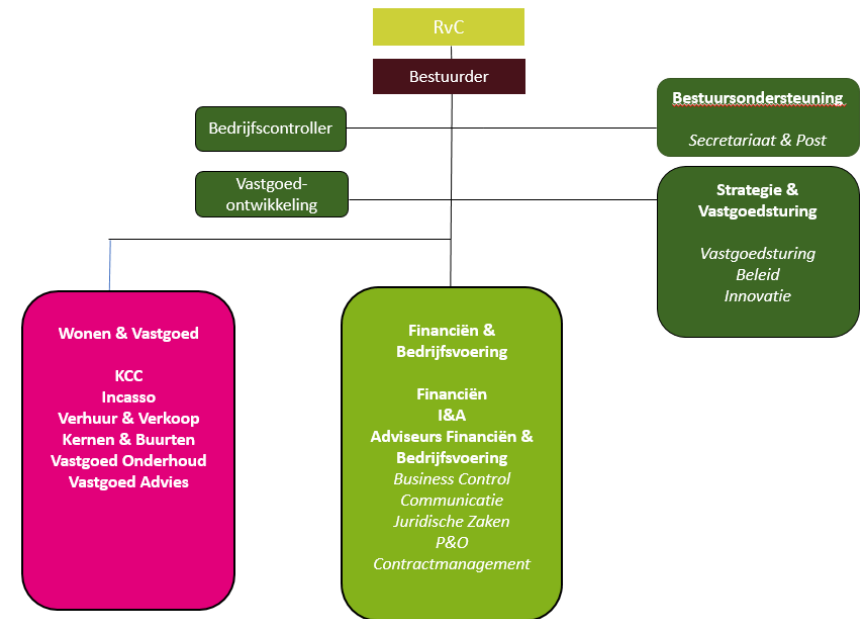 RvC
Bestuurder
Bedrijfscontroller
Bestuursondersteuning
Secretariaat & Post
Vastgoed-
ontwikkeling
Strategie &
Vastgoedsturing
Vastgoedsturing
Beleid
Innovatie
Wonen & Vastgoed
KCC
Incasso
Verhuur & Verkoop
Kernen & Buurten
Vastgoed Onderhoud
Vastgoed Advies
Financiën &
Bedrijfsvoering
Financiën
I&A
Adviseurs Financiën &
Bedrijfsvoering
Business Control
Communicatie
Juridische Zaken
P&O
Contractmanagement